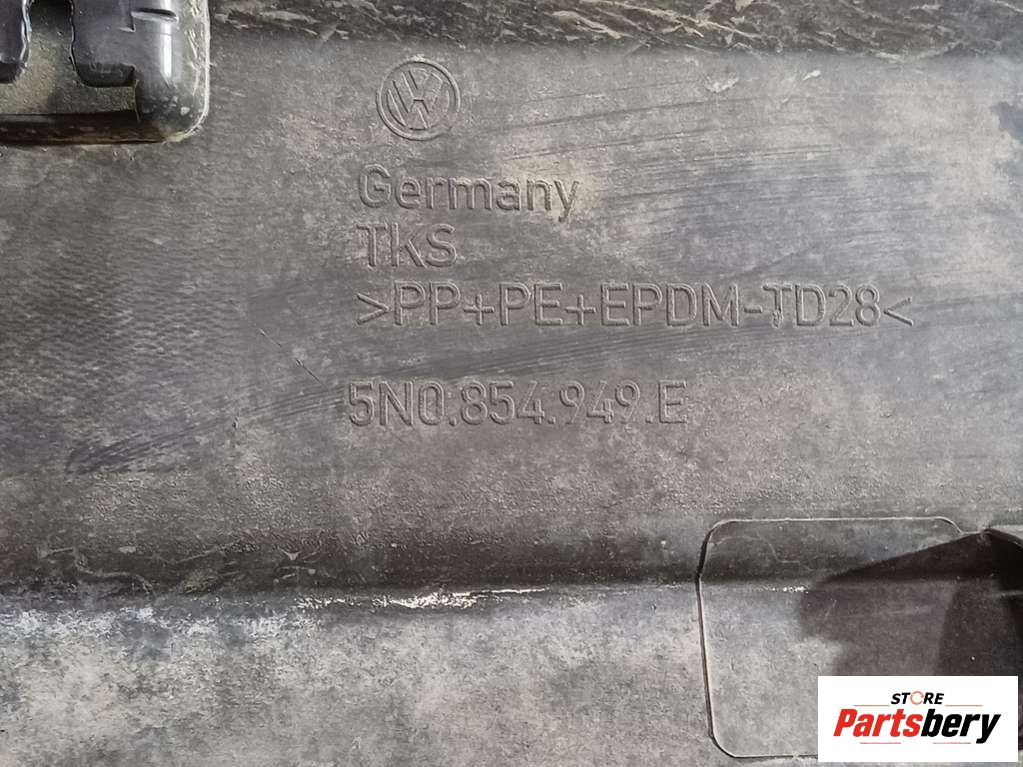 Germany
TKS
>PP+PE+EPDM-TD28<
5N0.854.949.E
STORE
Partsbery